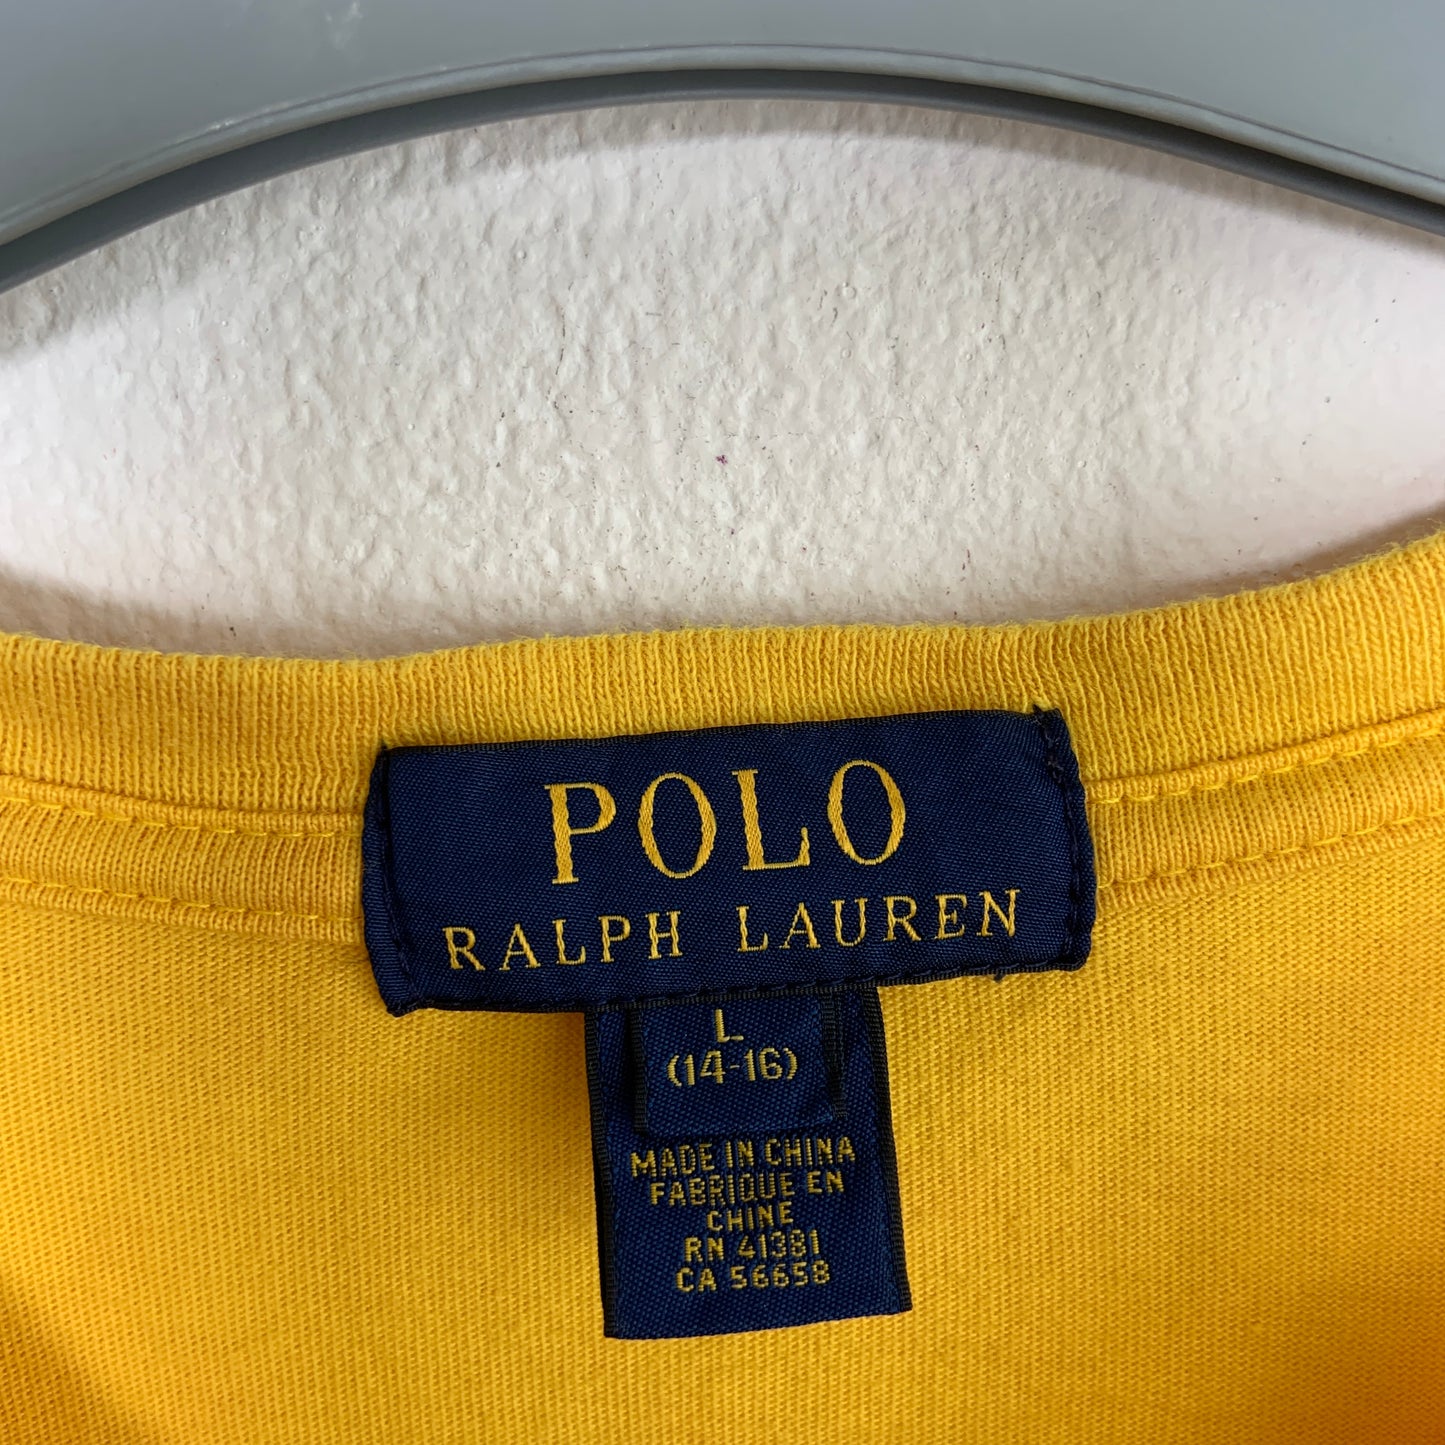 POLO
RALPH LAUREN
L
(14-16)
MADE IN CHINA
FABRIQUE EN
CHINE
RN 41381
CA 56658